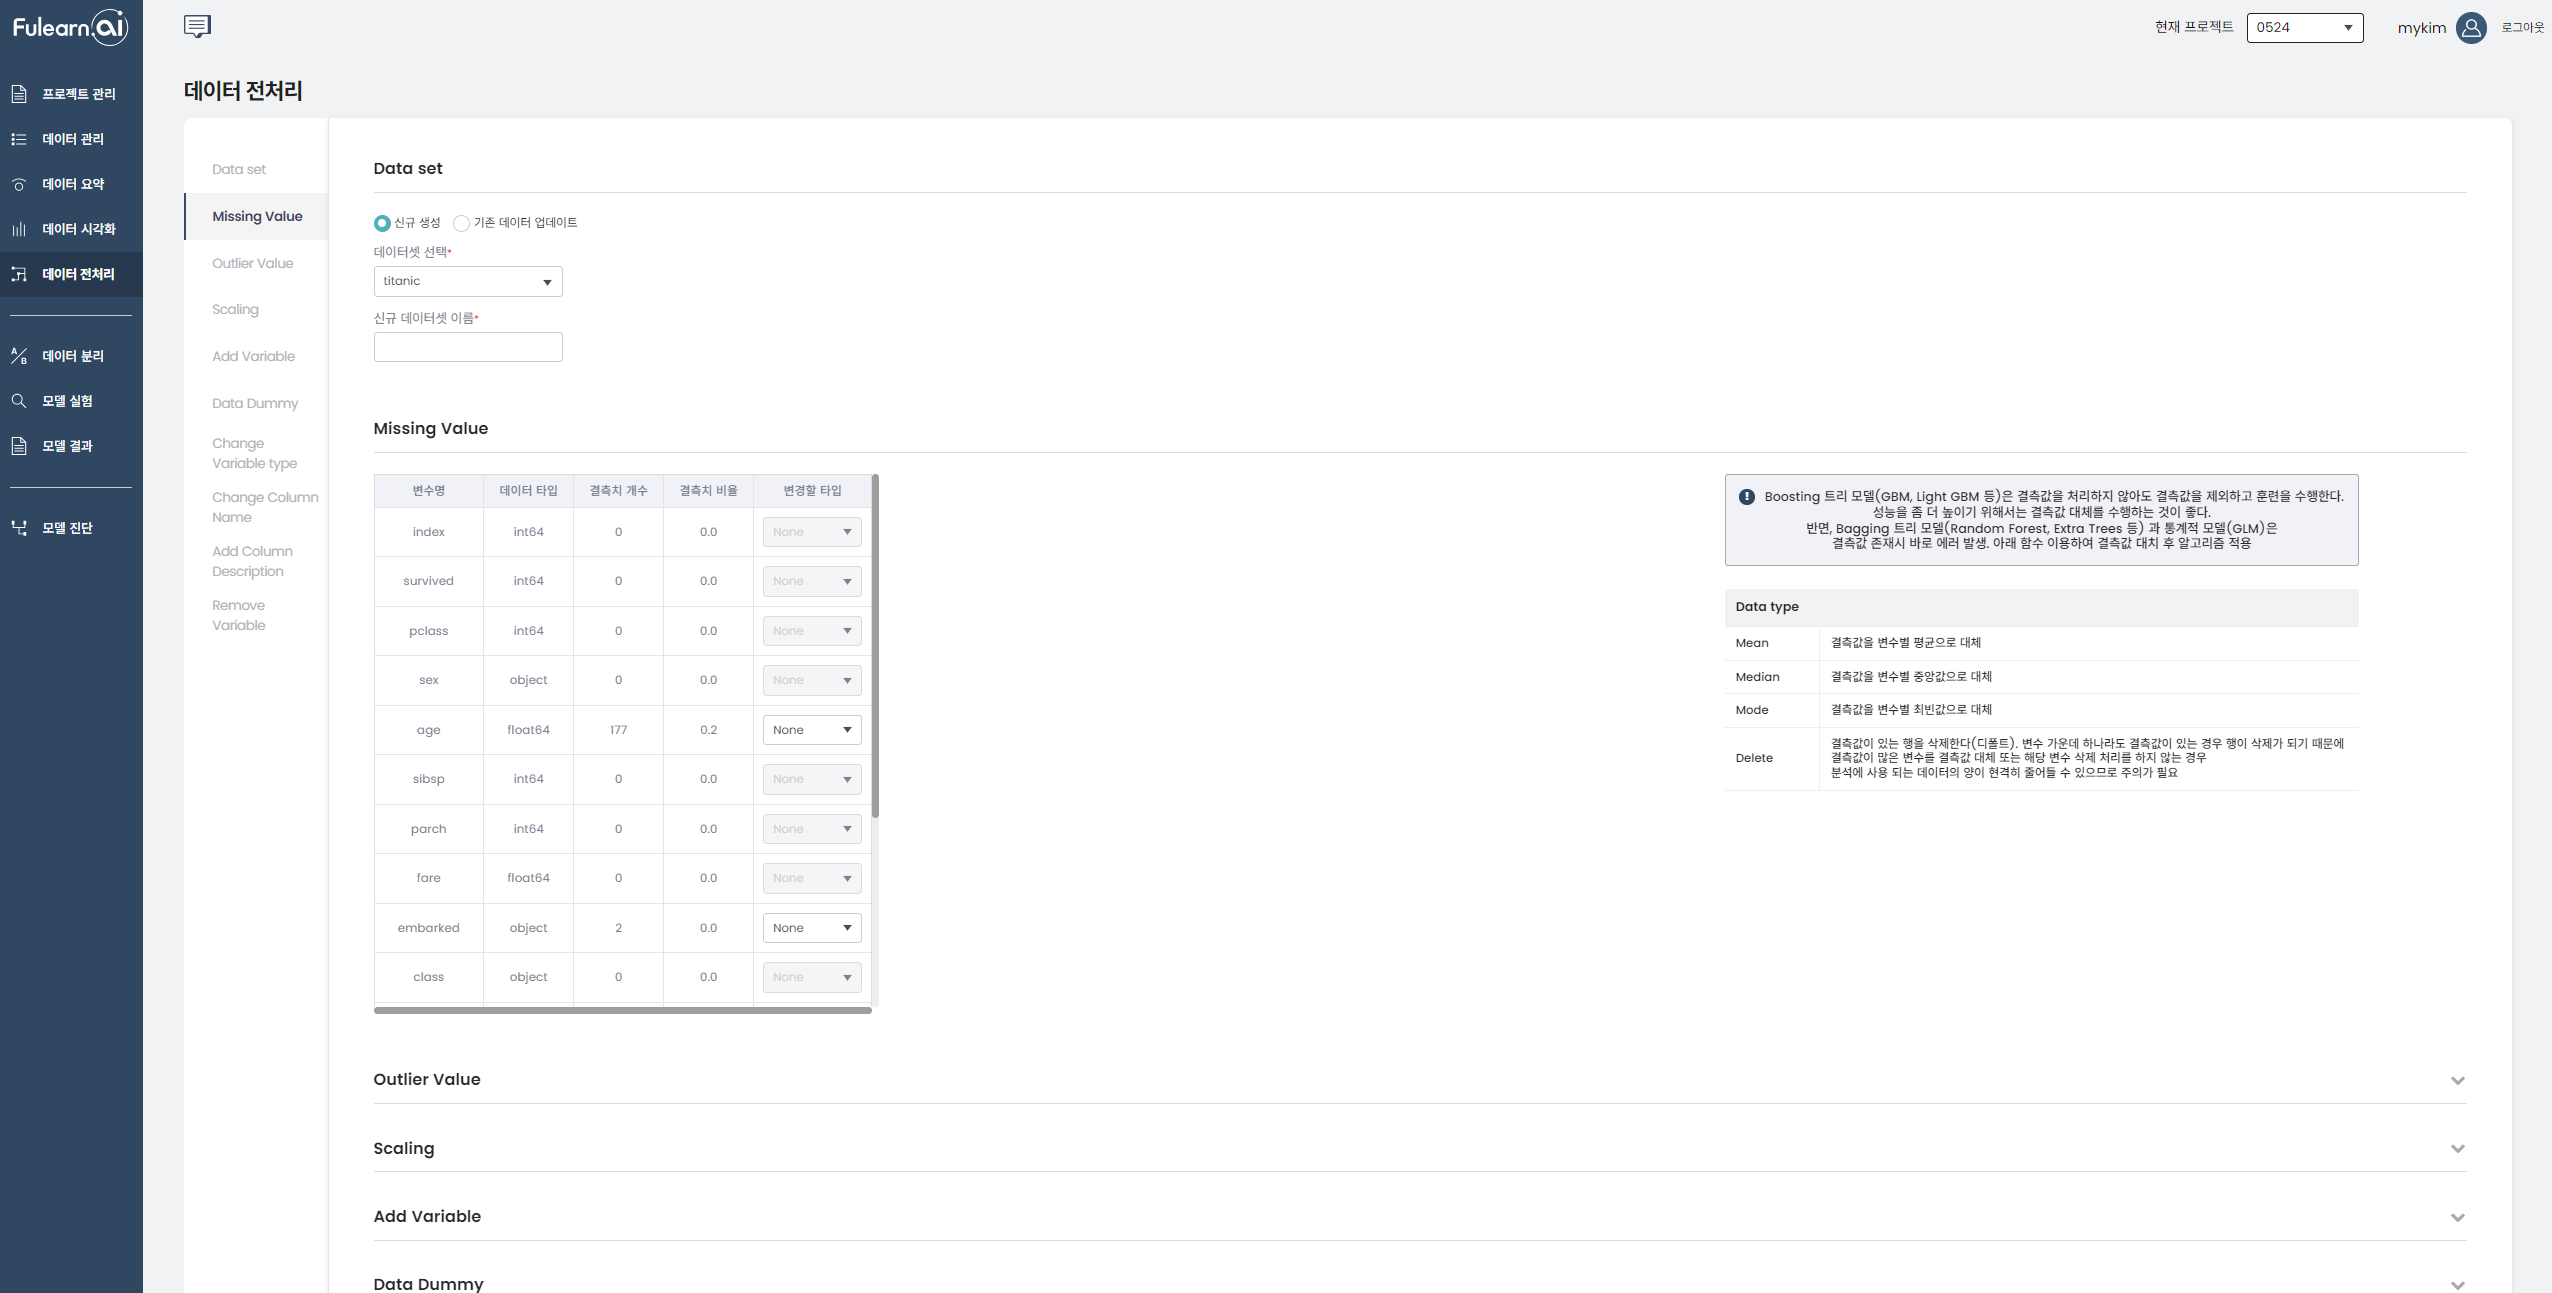 Fulearn.ai
프로젝트 관리
데이터 관리
데이터 요약
데이터 시각화
데이터 전처리
A/B
데이터 분리
모델 실험
모델 결과
모델 진단
현재 프로젝트
0524
mykim
로그아웃
데이터 전처리
Data set
Missing Value
Outlier Value
Scaling
Add Variable
Data Dummy
Change
Variable type
Change Column
Name
Add Column
Description
Remove
Variable
Data set
신규 생성 기존 데이터 업데이트
데이터셋 선택*
titanic
신규 데이터셋 이름*
Missing Value
변수명 데이터 타입 결측치 개수 결측치 비율 변경할 타입
index int64 0 0.0 None
survived int64 0 0.0 None
pclass int64 0 0.0 None
sex object 0 0.0 None
age float64 177 0.2 None
sibsp int64 0 0.0 None
parch int64 0 0.0 None
fare float64 0 0.0 None
embarked object 2 0.0 None
class object 0 0.0 None
Boosting 트리 모델(GBM, Light GBM 등)은 결측값을 처리하지 않아도 결측값을 제외하고 훈련을 수행한다.
성능을 좀 더 높이기 위해서는 결측값 대체를 수행하는 것이 좋다.
반면, Bagging 트리 모델(Random Forest, Extra Trees 등) 과 통계적 모델(GLM)은
결측값 존재시 바로 에러 발생. 아래 함수 이용하여 결측값 대치 후 알고리즘 적용
Data type
Mean 결측값을 변수별 평균으로 대체
Median 결측값을 변수별 중앙값으로 대체
Mode 결측값을 변수별 최빈값으로 대체
Delete
결측값이 있는 행을 삭제한다(디폴트). 변수 가운데 하나라도 결측값이 있는 경우 행이 삭제가 되기 때문에
결측값이 많은 변수를 결측값 대체 또는 해당 변수 삭제 처리를 하지 않는 경우
분석에 사용 되는 데이터의 양이 현격히 줄어들 수 있으므로 주의가 필요
Outlier Value
Scaling
Add Variable
Data Dummy